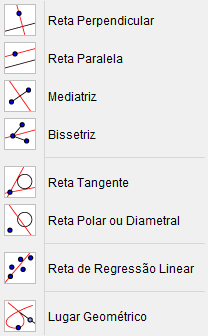 Reta Perpendicular
Reta Paralela
Mediatriz
Bissetriz
Reta Tangente
Reta Polar ou Diametral
Reta de Regressão Linear
Lugar Geométrico